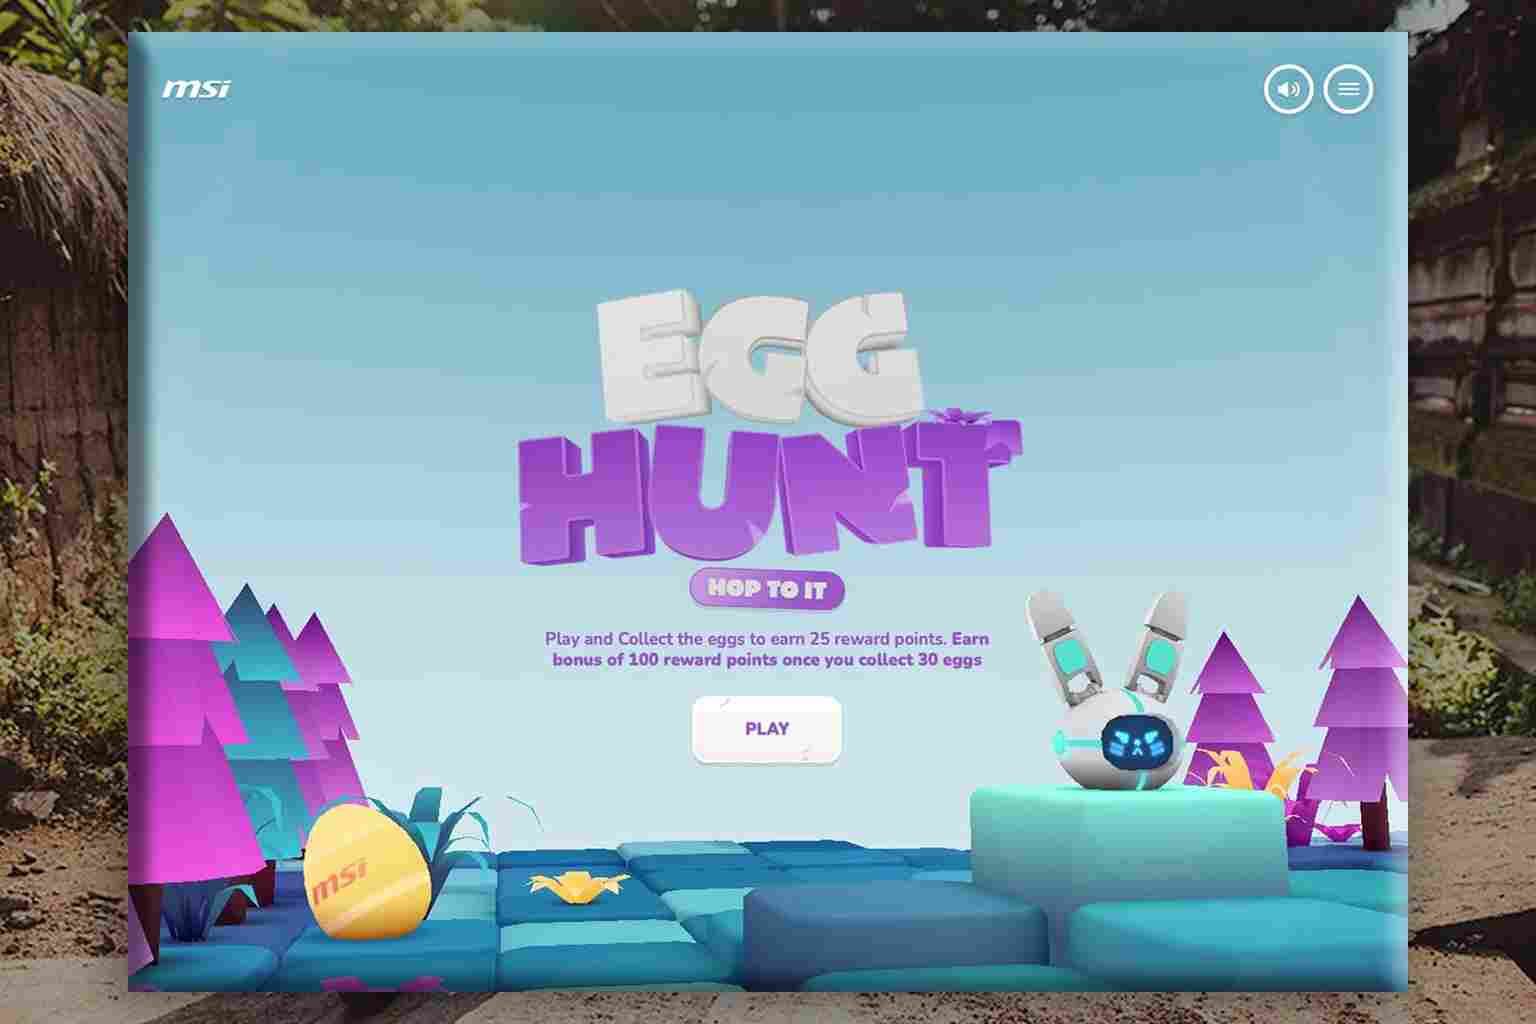 msi
EGG
HUNT
HOP TO IT
Play and Collect the eggs to earn 25 reward points. Earn
bonus of 100 reward points once you collect 30 eggs
PLAY
msi